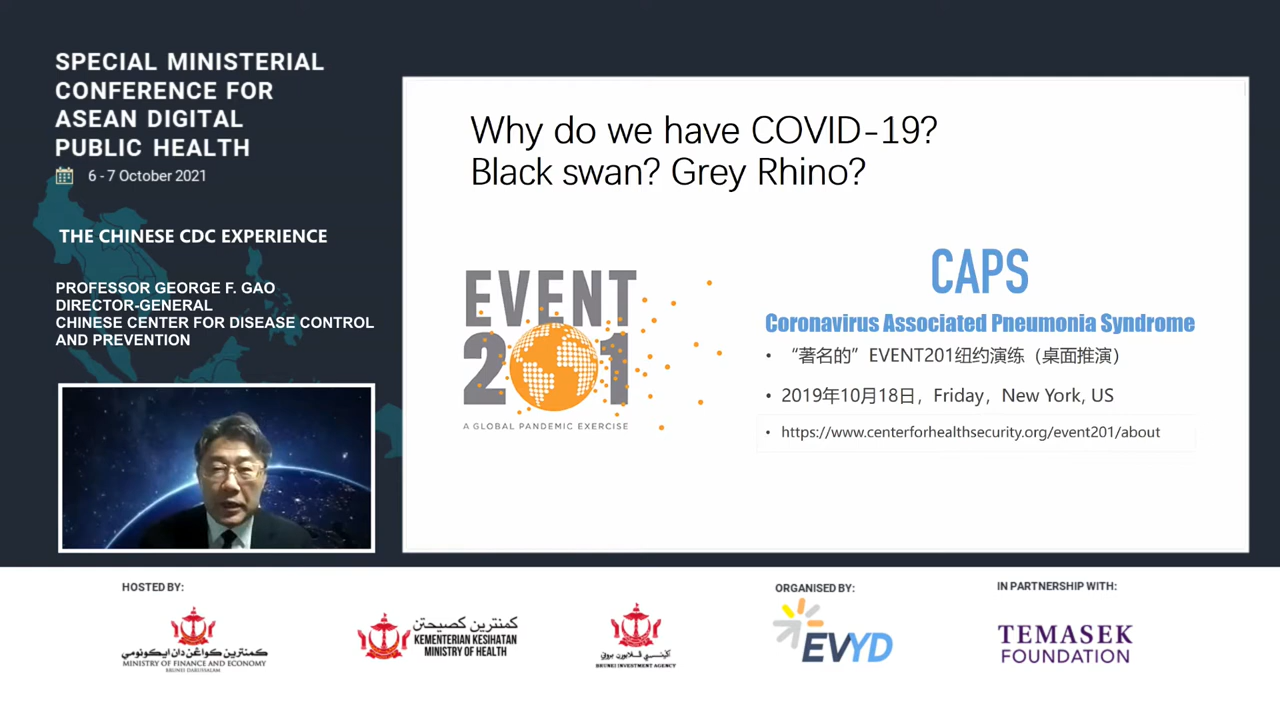 SPECIAL MINISTERIAL
CONFERENCE FOR
ASEAN DIGITAL
PUBLIC HEALTH
6 - 7 October 2021
THE CHINESE CDC EXPERIENCE
PROFESSOR GEORGE F. GAO
DIRECTOR-GENERAL
CHINESE CENTER FOR DISEASE CONTROL
AND PREVENTION
Why do we have COVID-19?
Black swan? Grey Rhino?
EVENT
201
A GLOBAL PANDEMIC EXERCISE
CAPS
Coronavirus Associated Pneumonia Syndrome
• “著名的”EVENT201纽约演练（桌面推演）
• 2019年10月18日，Friday，New York, US
• https://www.centerforhealthsecurity.org/event201/about
HOSTED BY:
كمنترين كواڠن دان ايكونومي
MINISTRY OF FINANCE AND ECONOMY
BRUNEI DARUSSALAM
كمنترين كصيحتن
KEMENTERIAN KESIHATAN
MINISTRY OF HEALTH
BRUNEI INVESTMENT AGENCY
ORGANISED BY:
EVYD
IN PARTNERSHIP WITH:
TEMASEK
FOUNDATION